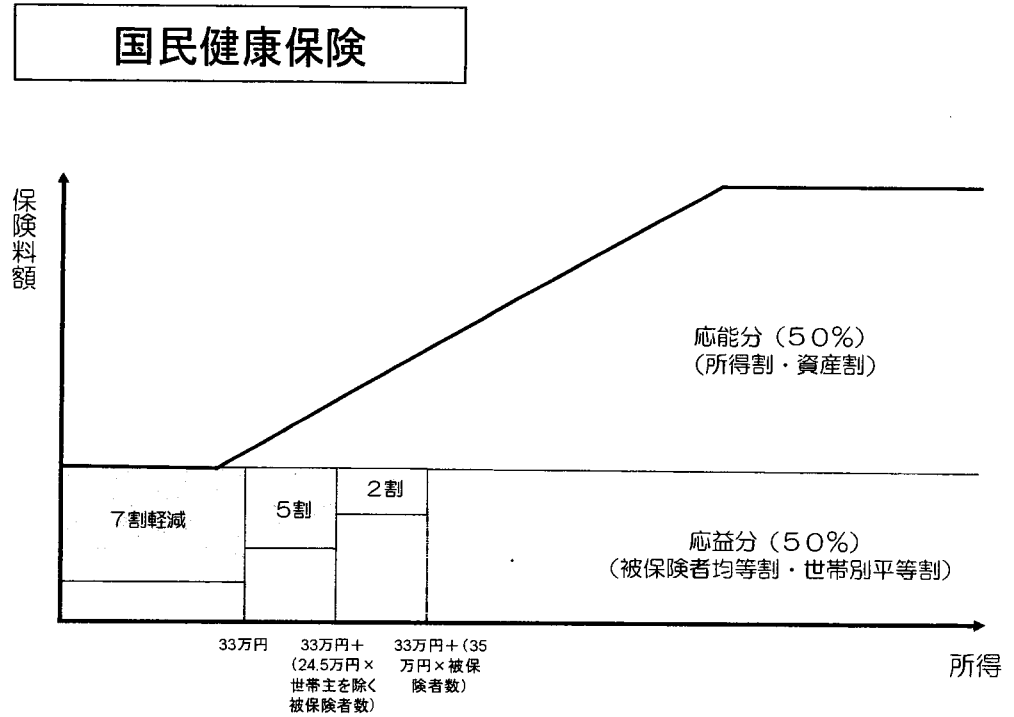 国民健康保険
保険料額
応能分（５０%）
（所得割・資産割）
７割軽減
５割
２割
応益分（５０%）
（被保険者均等割・世帯別平等割）
33万円
33万円＋
（24.5万円×
世帯主を除く
被保険者数）
33万円＋（35
万円×被保
険者数）
所得